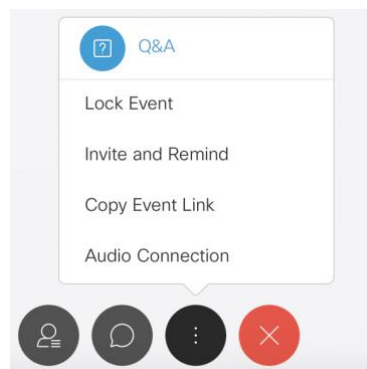 Q&A
Lock Event
Invite and Remind
Copy Event Link
Audio Connection